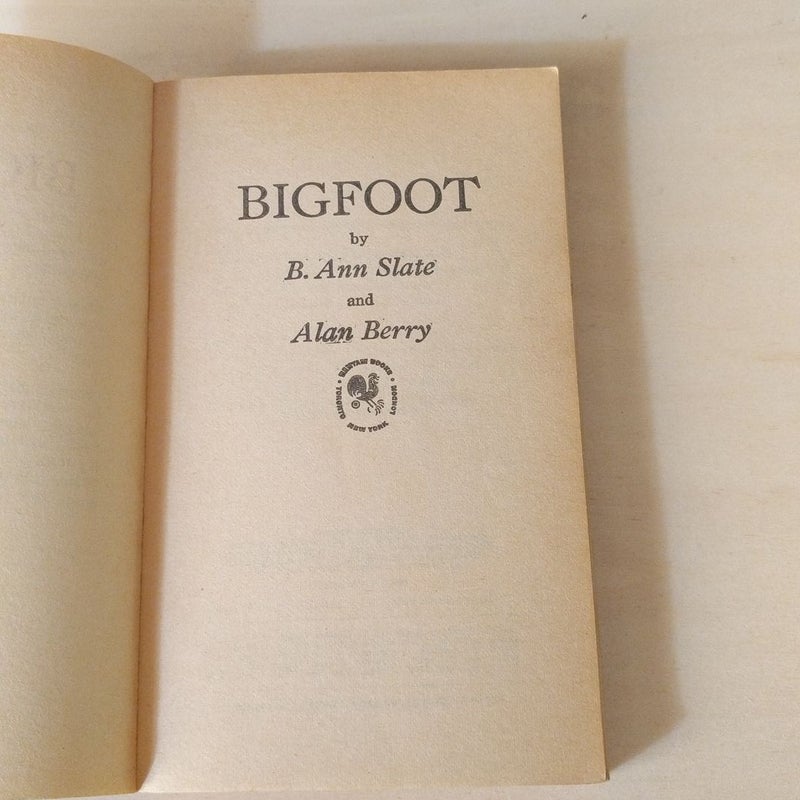 BIGFOOT
by
B. Ann Slate
and
Alan Berry
BANTAM BOOKS
TORONTO • NEW YORK • LONDON